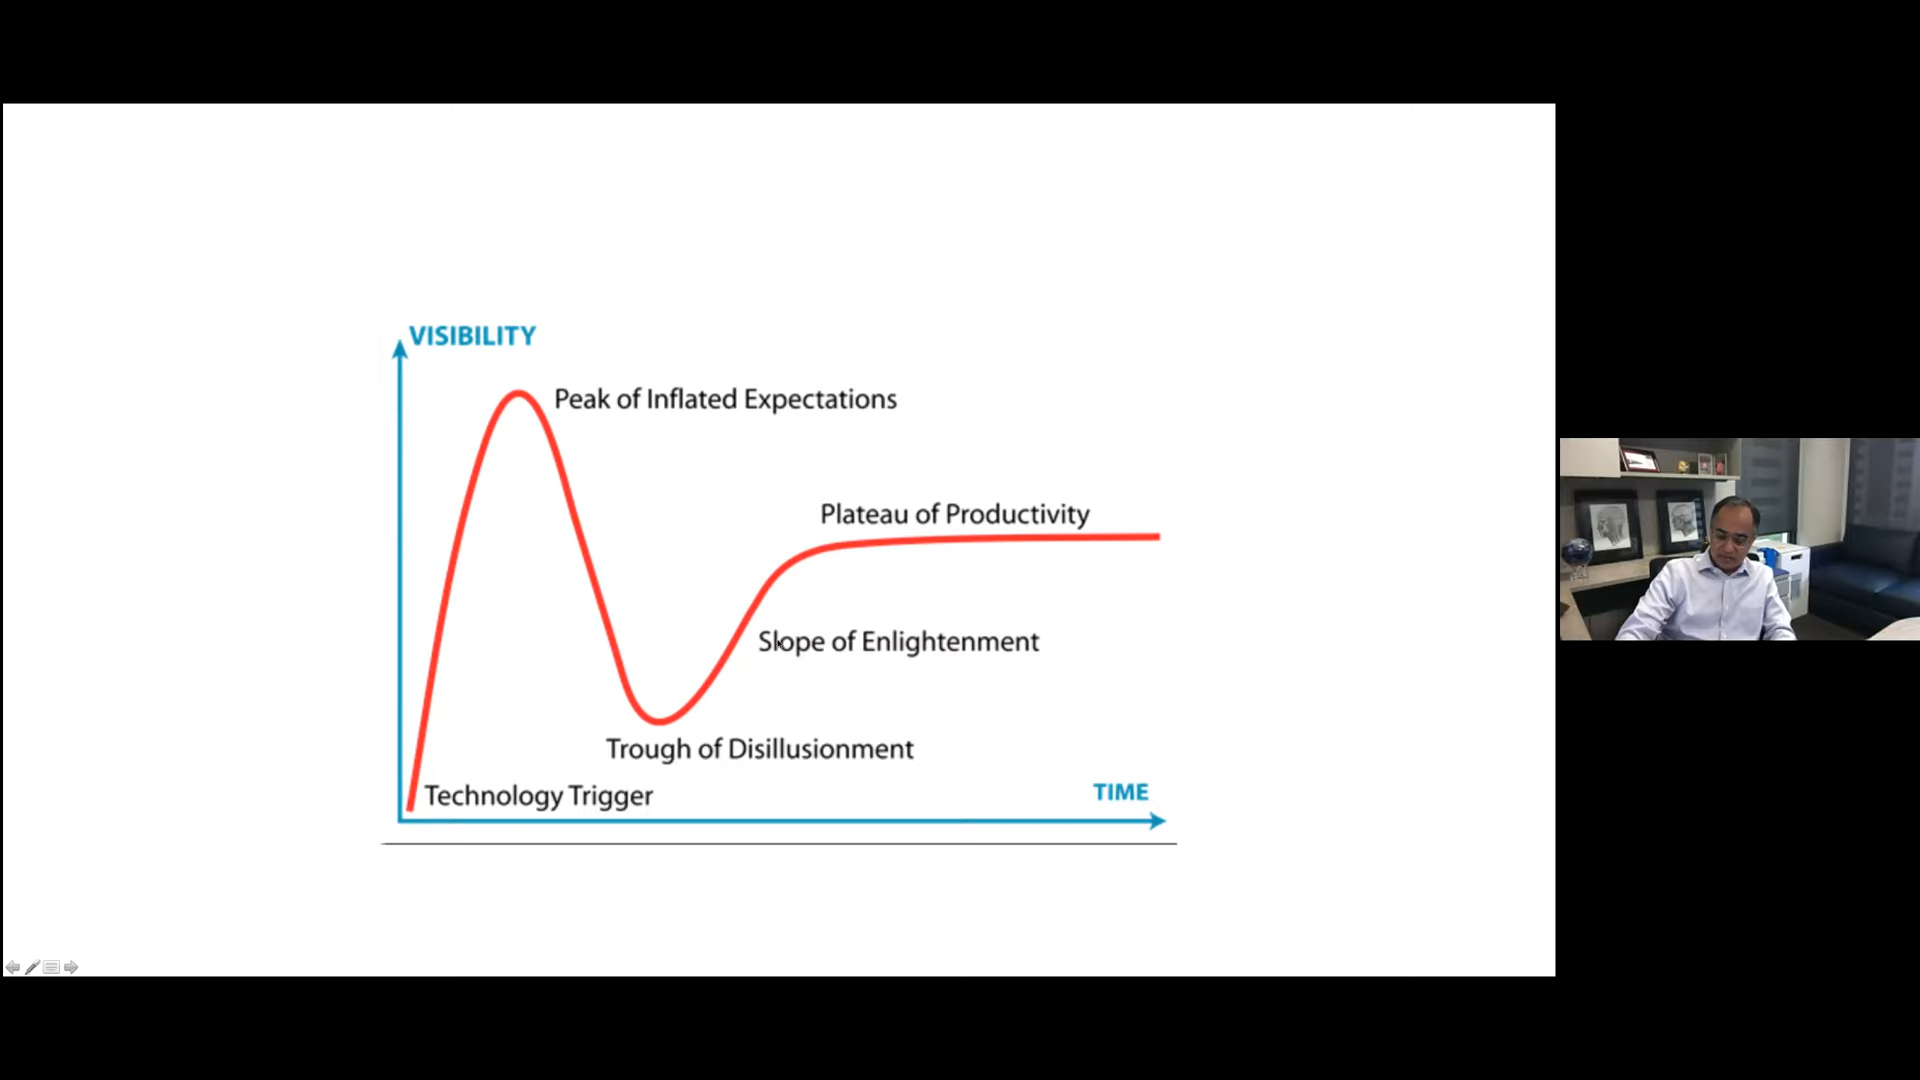 VISIBILITY
Peak of Inflated Expectations
Plateau of Productivity
Slope of Enlightenment
Trough of Disillusionment
Technology Trigger
TIME